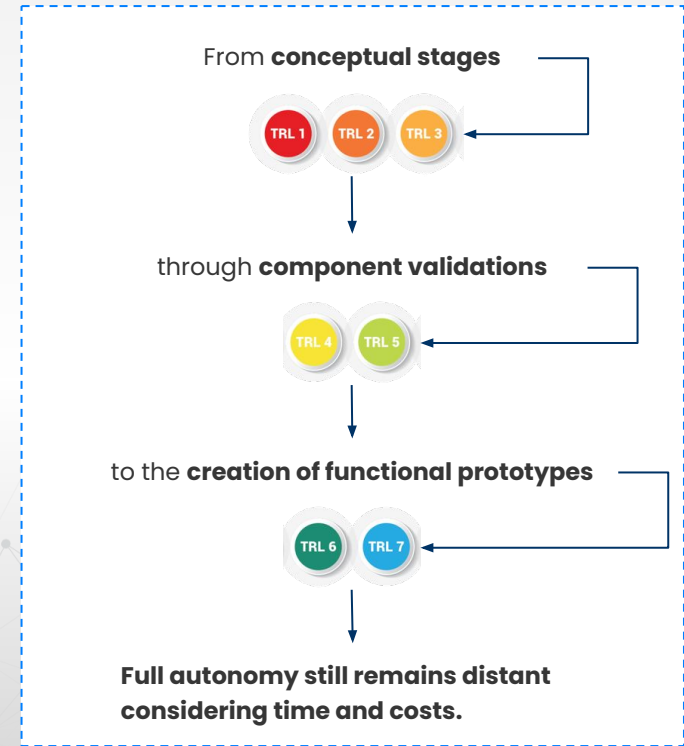 From conceptual stages
TRL 1 TRL 2 TRL 3
through component validations
TRL 4 TRL 5
to the creation of functional prototypes
TRL 6 TRL 7
Full autonomy still remains distant
considering time and costs.